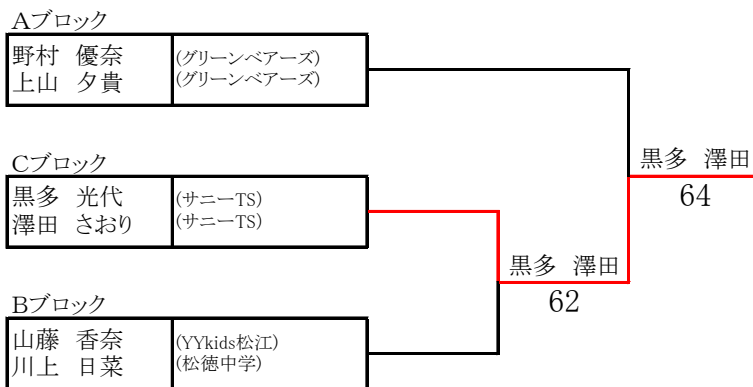 Aブロック
野村 優奈 (グリーンベアーズ)
上山 夕貴 (グリーンベアーズ)
Cブロック
黒多 澤田
黒多 光代 (サニーTS)
64
澤田 さおり (サニーTS)
黒多 澤田
62
Bブロック
山藤 香奈 (YYkids松江)
川上 日菜 (松徳中学)